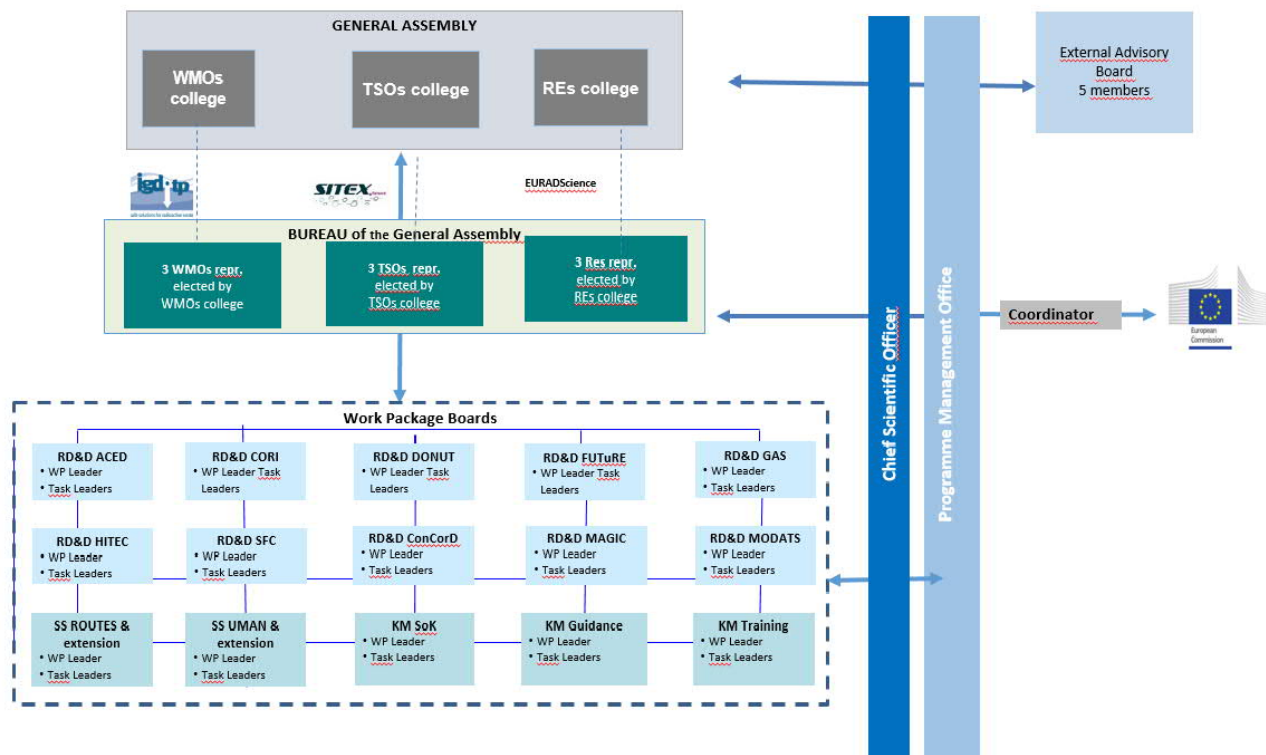 GENERAL ASSEMBLY
WMOs
college
TSOs college
REs college
External Advisory
Board
5 members
igd·tp
safe solutions for radioactive waste
SITEX
EURADScience
BUREAU of the General Assembly
3 WMOs repr.
elected by
WMOs college
3 TSOs repr.
elected by
TSOs college
3 Res repr.
elected by
REs college
Chief Scientific Officer
Programme Management Office
Coordinator
European
Commission
Work Package Boards
RD&D ACED
• WP Leader
• Task Leaders
RD&D CORI
• WP Leader Task
Leaders
RD&D DONUT
• WP Leader Task
Leaders
RD&D FUTuRE
• WP Leader Task
Leaders
RD&D GAS
• WP Leader
• Task Leaders
RD&D HITEC
• WP Leader
• Task Leaders
RD&D SFC
• WP Leader
• Task Leaders
RD&D ConCorD
• WP Leader
• Task Leaders
RD&D MAGIC
• WP Leader
• Task Leaders
RD&D MODATS
• WP Leader
• Task Leaders
SS ROUTES &
extension
• WP Leader
• Task Leaders
SS UMAN &
extension
• WP Leader
• Task Leaders
KM SoK
• WP Leader
• Task Leaders
KM Guidance
• WP Leader
• Task Leaders
KM Training
• WP Leader
• Task Leaders